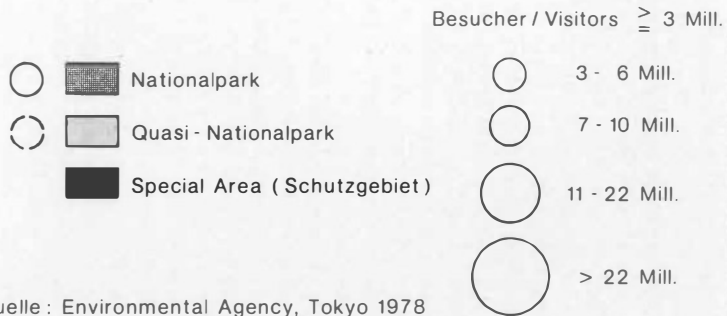 Besucher / Visitors ≧ 3 Mill.
Nationalpark
Quasi - Nationalpark
Special Area ( Schutzgebiet )
3 - 6 Mill.
7 - 10 Mill.
11 - 22 Mill.
> 22 Mill.
uelle : Environmental Agency, Tokyo 1978